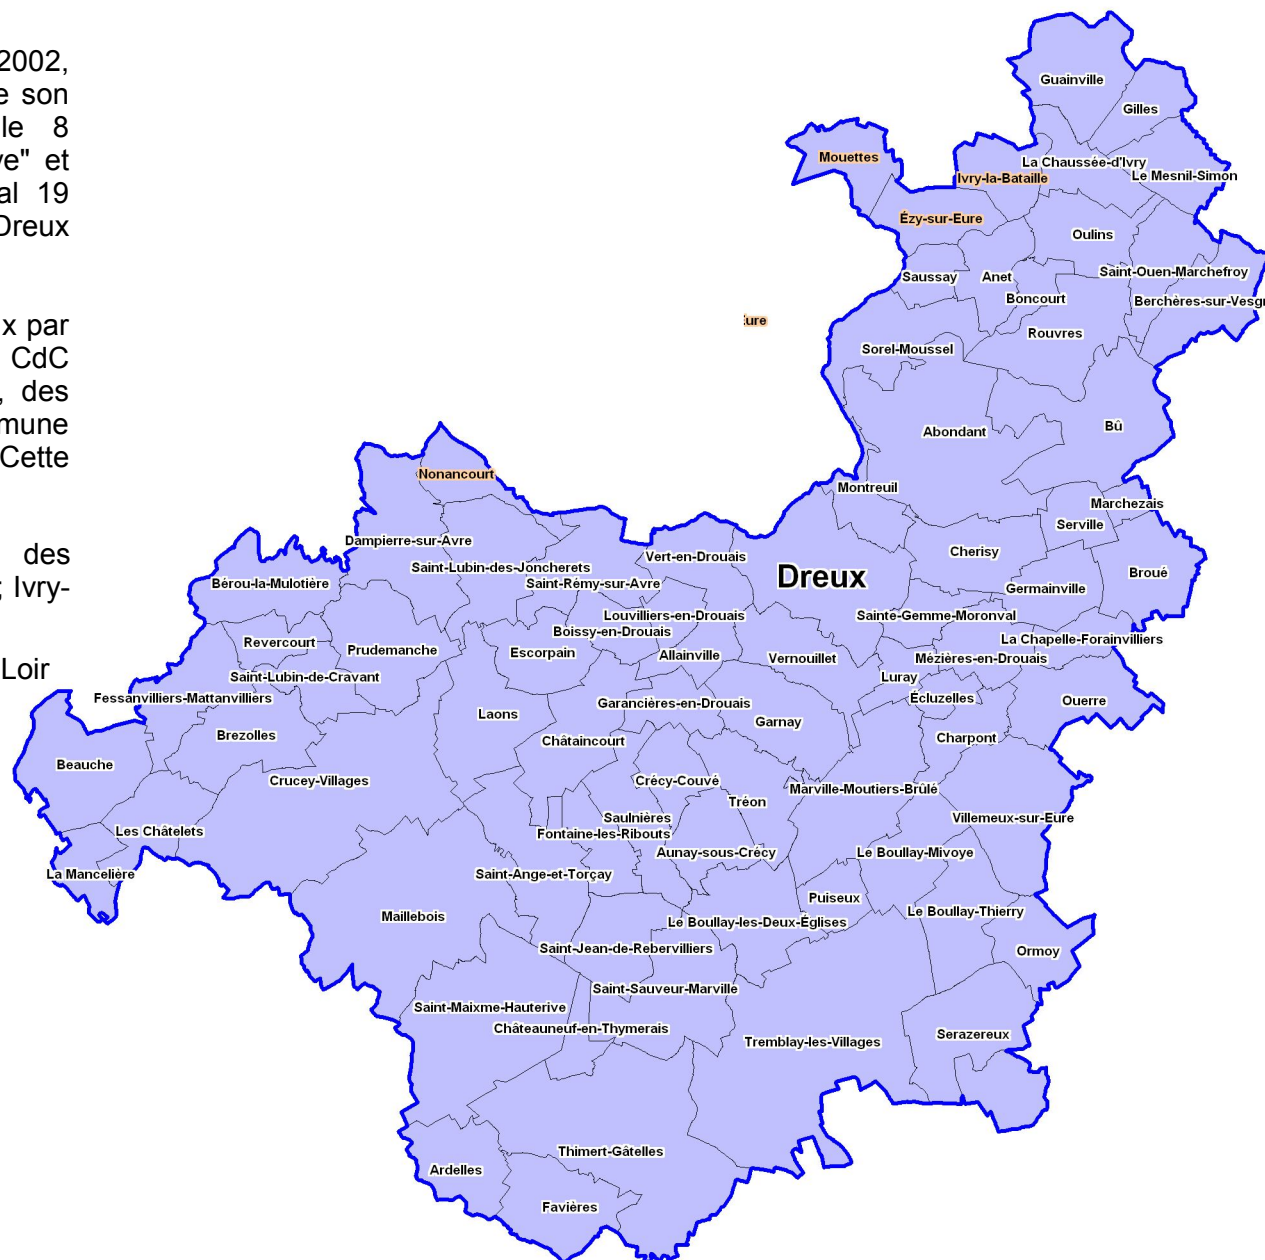 2002,
e son
le 8
ve" et
al 19
Dreux
x par
CdC
, des
mune
Cette
des
; Ivry-
Loir
Guainville
Gilles
Mouettes
La Chaussée-d'Ivry
Ivry-la-Bataille
Le Mesnil-Simon
Ézy-sur-Eure
Oulins
Saussay
Anet
Saint-Ouen-Marchefroy
Boncourt
Berchères-sur-Vesgr
ure
Rouvres
Sorel-Moussel
Abondant
Bû
Nonancourt
Montreuil
Marchezais
Serville
Dampierre-sur-Avre
Cherisy
Vert-en-Drouais
Saint-Lubin-des-Joncherets
Dreux
Broué
Bérou-la-Mulotière
Saint-Rémy-sur-Avre
Germainville
Louvilliers-en-Drouais
Sainte-Gemme-Moronval
Boissy-en-Drouais
La Chapelle-Forainvilliers
Revercourt
Prudemanche
Escorpain
Allainville
Vernouillet
Mézières-en-Drouais
Saint-Lubin-de-Cravant
Luray
Fessanvilliers-Mattanvilliers
Écluzelles
Ouerre
Garancières-en-Drouais
Laons
Garnay
Brezolles
Châtaincourt
Charpont
Beauche
Crucey-Villages
Crécy-Couvé
Marville-Moutiers-Brûlé
Tréon
Saulnières
Villemeux-sur-Eure
Les Châtelets
Fontaine-les-Ribouts
Aunay-sous-Crécy
Le Boullay-Mivoye
La Mancelière
Saint-Ange-et-Torçay
Puiseux
Maillebois
Le Boullay-les-Deux-Églises
Le Boullay-Thierry
Saint-Jean-de-Rebervilliers
Ormoy
Saint-Sauveur-Marville
Saint-Maixme-Hauterive
Châteauneuf-en-Thymerais
Tremblay-les-Villages
Serazereux
Thimert-Gâtelles
Ardelles
Favières